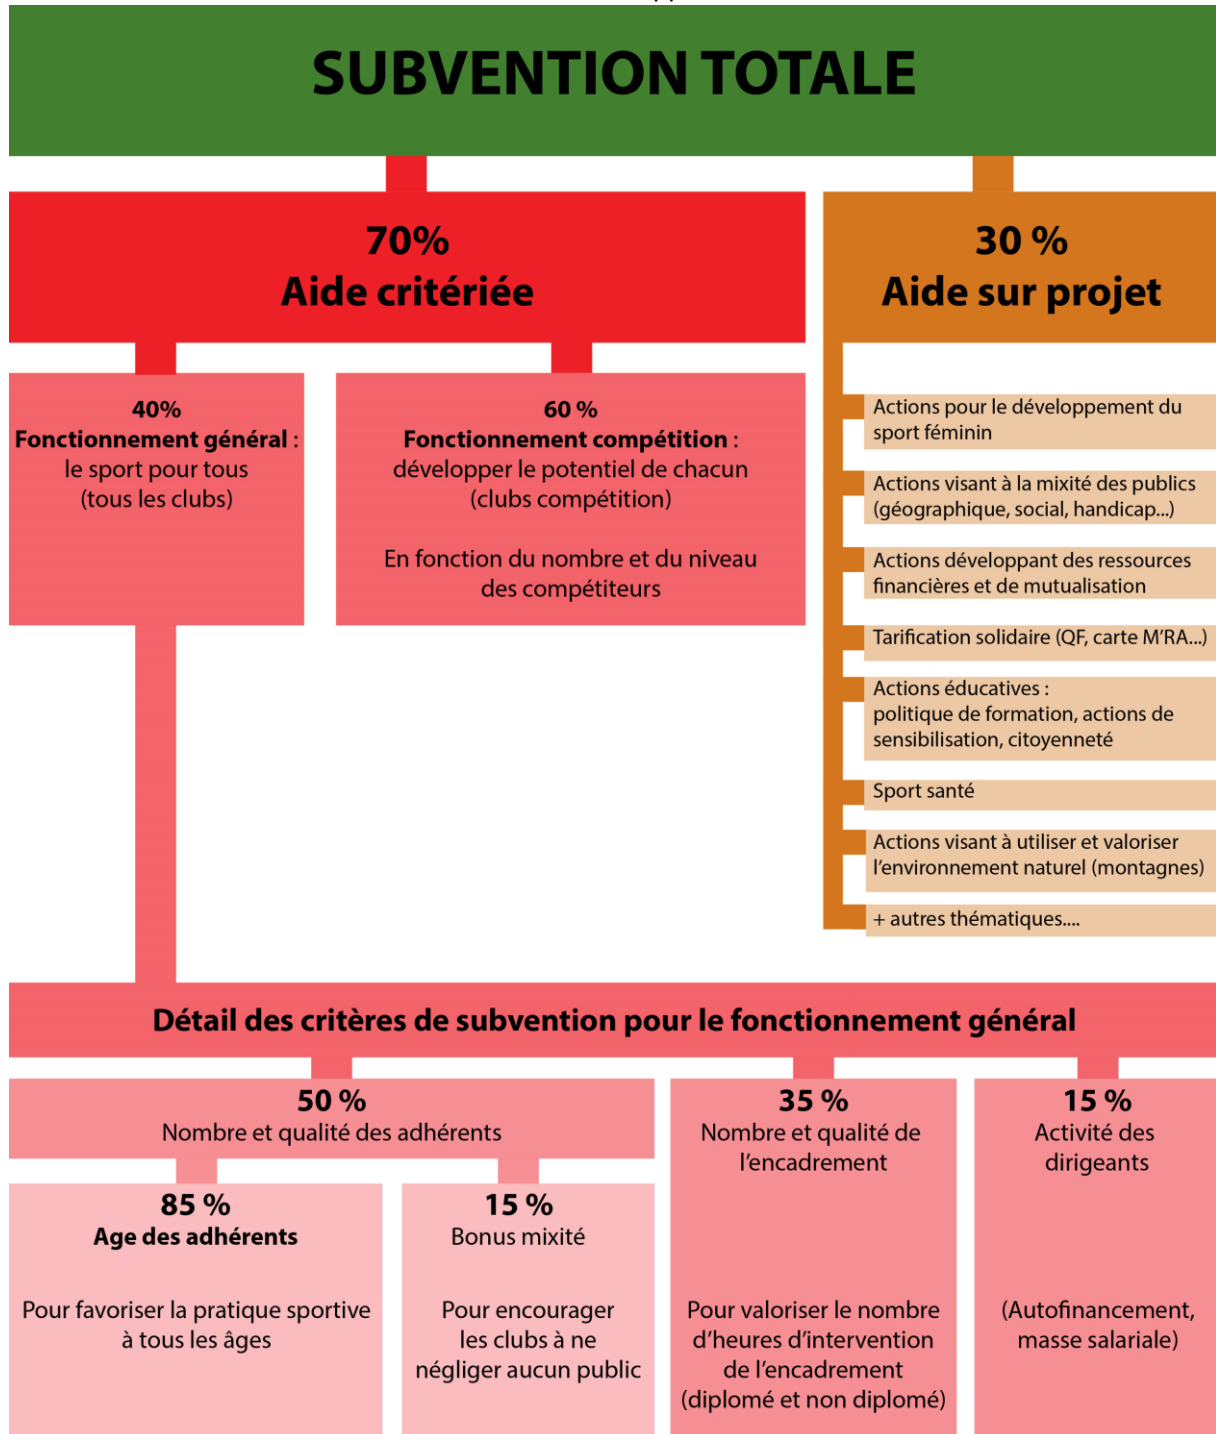 SUBVENTION TOTALE
70%
Aide critériée
30 %
Aide sur projet
40%
Fonctionnement général :
le sport pour tous
(tous les clubs)
60 %
Fonctionnement compétition :
développer le potentiel de chacun
(clubs compétition)
En fonction du nombre et du niveau
des compétiteurs
Actions pour le développement du
sport féminin
Actions visant à la mixité des publics
(géographique, social, handicap...)
Actions développant des ressources
financières et de mutualisation
Tarification solidaire (QF, carte M'RA...)
Actions éducatives :
politique de formation, actions de
sensibilisation, citoyenneté
Sport santé
Actions visant à utiliser et valoriser
l'environnement naturel (montagnes)
+ autres thématiques....
Détail des critères de subvention pour le fonctionnement général
50 %
Nombre et qualité des adhérents
85 %
Age des adhérents
Pour favoriser la pratique sportive
à tous les âges
15 %
Bonus mixité
Pour encourager
les clubs à ne
négliger aucun public
35 %
Nombre et qualité de
l'encadrement
Pour valoriser le nombre
d'heures d'intervention
de l'encadrement
(diplomé et non diplomé)
15 %
Activité des
dirigeants
(Autofinancement,
masse salariale)